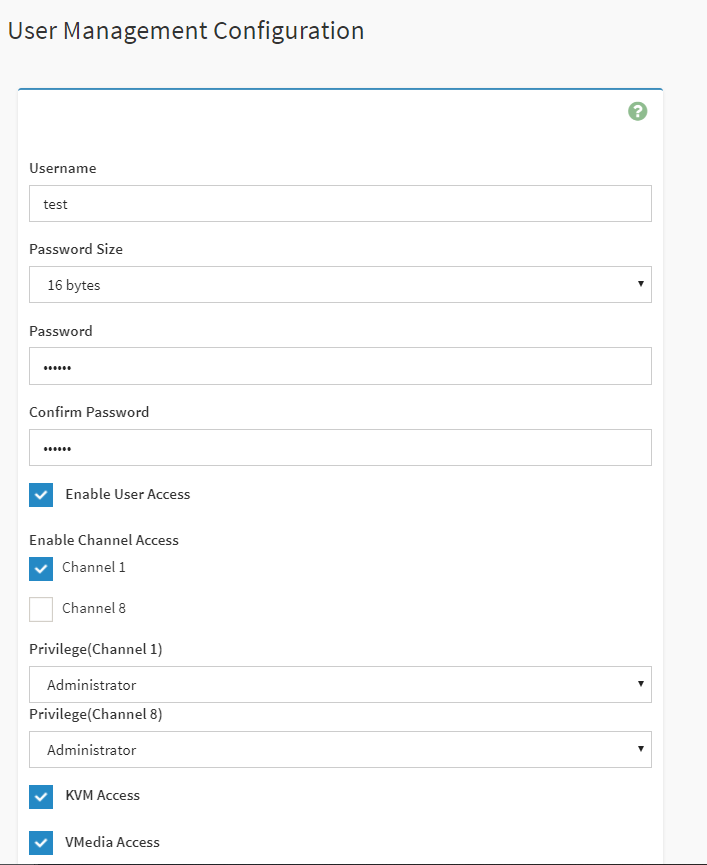 User Management Configuration
?
Username
test
Password Size
16 bytes
Password
••••••
Confirm Password
••••••
Enable User Access
Enable Channel Access
Channel 1
Channel 8
Privilege(Channel 1)
Administrator
Privilege(Channel 8)
Administrator
KVM Access
VMedia Access